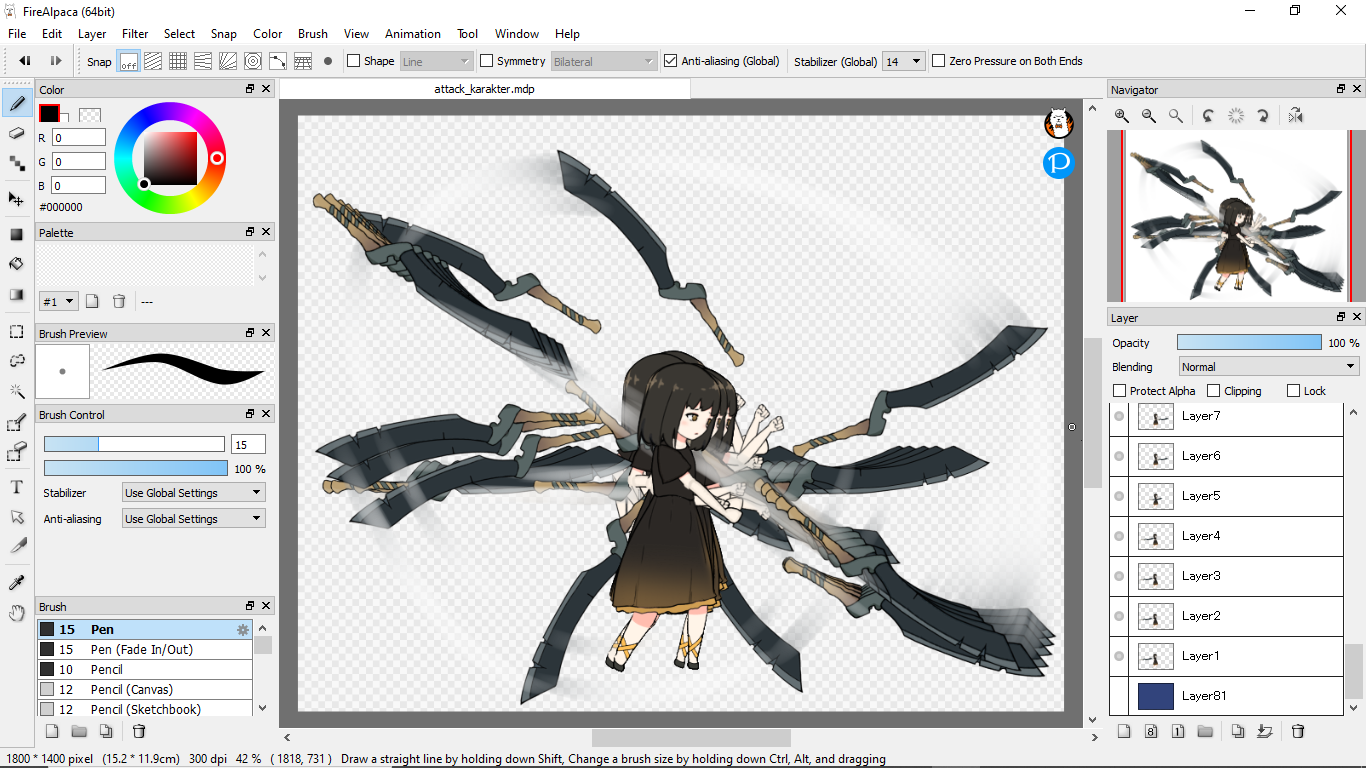 FireAlpaca (64bit)
File Edit Layer Filter Select Snap Color Brush View Animation Tool Window Help
Snap off Shape Line Symmetry Bilateral Anti-aliasing (Global) Stabilizer (Global) 14 Zero Pressure on Both Ends
Color
R 0
G 0
B 0
#000000
Palette
#1 ---
Brush Preview
Brush Control
15
100 %
Stabilizer Use Global Settings
Anti-aliasing Use Global Settings
Brush
15 Pen
15 Pen (Fade In/Out)
10 Pencil
12 Pencil (Canvas)
12 Pencil (Sketchbook)
attack_karakter.mdp
P
Navigator
Layer
Opacity 100 %
Blending Normal
Protect Alpha Clipping Lock
Layer7
Layer6
Layer5
Layer4
Layer3
Layer2
Layer1
Layer81
8 1
1800 * 1400 pixel (15.2 * 11.9cm) 300 dpi 42 % ( 1818, 731 ) Draw a straight line by holding down Shift, Change a brush size by holding down Ctrl, Alt, and dragging